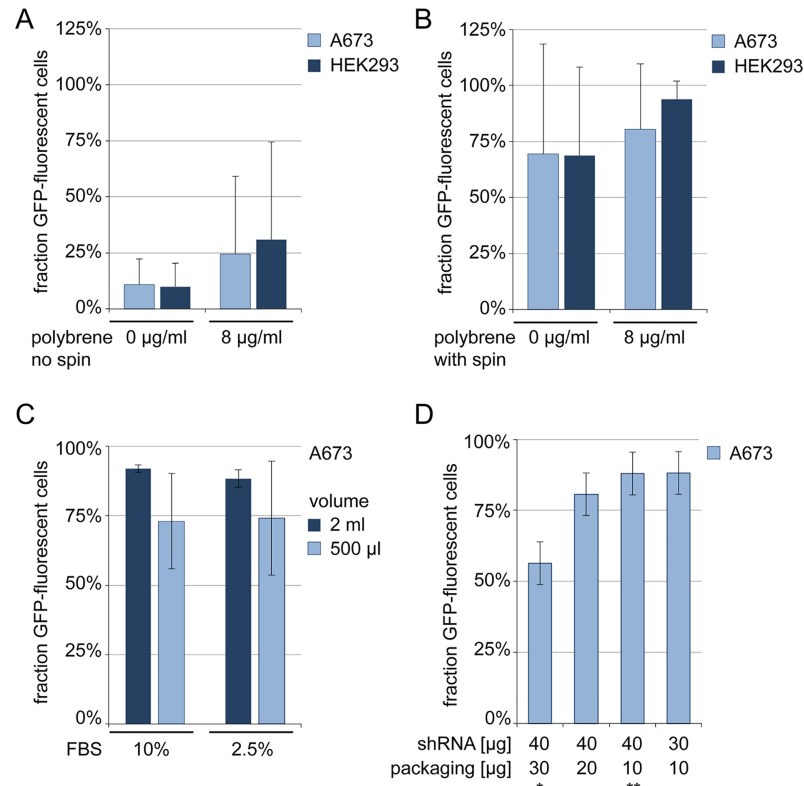 A
125%
100%
75%
50%
25%
0%
fraction GFP-fluorescent cells
A673
HEK293
polybrene 0 µg/ml 8 µg/ml
no spin
B
125%
100%
75%
50%
25%
0%
fraction GFP-fluorescent cells
A673
HEK293
polybrene 0 µg/ml 8 µg/ml
with spin
C
100%
75%
50%
25%
0%
fraction GFP-fluorescent cells
A673
volume
2 ml
500 µl
FBS 10% 2.5%
D
100%
75%
50%
25%
0%
fraction GFP-fluorescent cells
A673
shRNA [µg] 40 40 40 30
packaging [µg] 30 20 10 10
* **